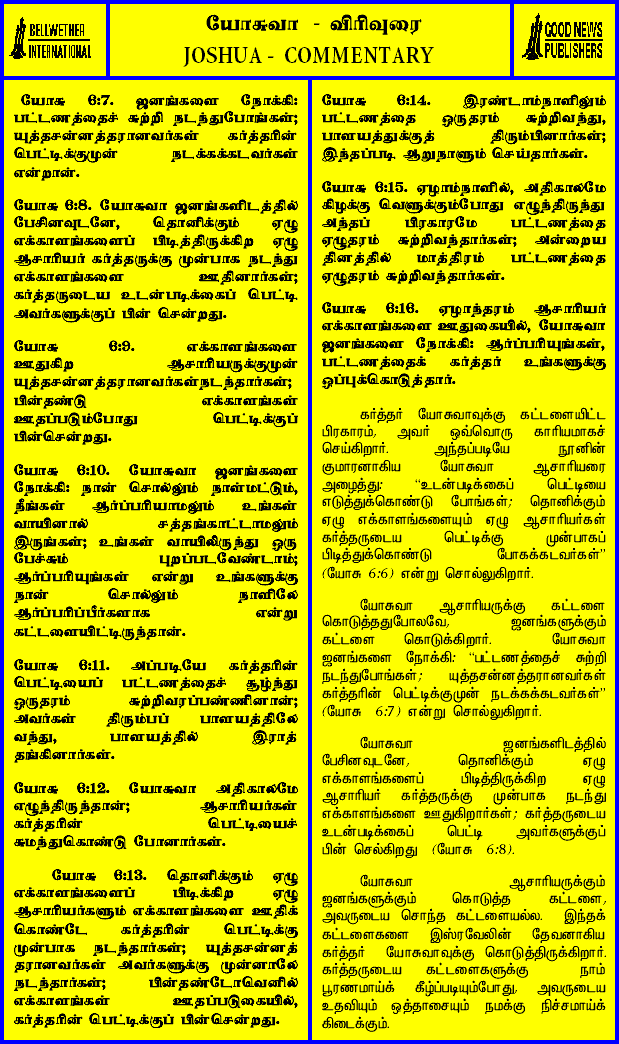 BELLWETHER
INTERNATIONAL
யோசுவா - விரிவுரை
JOSHUA - COMMENTARY
GOOD NEWS
PUBLISHERS
யோசு 6:7. ஜனங்களை நோக்கி:
பட்டணத்தைச் சுற்றி நடந்துபோங்கள்;
யுத்தசன்னத்தரானவர்கள் கர்த்தரின்
பெட்டிக்குமுன் நடக்கக்கடவர்கள்
என்றான்.
யோசு 6:8. யோசுவா ஜனங்களிடத்தில்
பேசினவுடனே, தொனிக்கும் ஏழு
எக்காளங்களைப் பிடித்திருக்கிற ஏழு
ஆசாரியர் கர்த்தருக்கு முன்பாக நடந்து
எக்காளங்களை ஊதினார்கள்;
கர்த்தருடைய உடன்படிக்கைப் பெட்டி
அவர்களுக்குப் பின் சென்றது.
யோசு 6:9. எக்காளங்களை
ஊதுகிற ஆசாரியருக்குமுன்
யுத்தசன்னத்தரானவர்கள்நடந்தார்கள்;
பின்தண்டு எக்காளங்கள்
ஊதப்படும்போது பெட்டிக்குப்
பின்சென்றது.
யோசு 6:10. யோசுவா ஜனங்களை
நோக்கி: நான் சொல்லும் நாள்மட்டும்,
நீங்கள் ஆர்ப்பரியாமலும் உங்கள்
வாயினால் சத்தங்காட்டாமலும்
இருங்கள்; உங்கள் வாயிலிருந்து ஒரு
பேச்சும் புறப்படவேண்டாம்;
ஆர்ப்பரியுங்கள் என்று உங்களுக்கு
நான் சொல்லும் நாளிலே
ஆர்ப்பரிப்பீர்களாக என்று
கட்டளையிட்டிருந்தான்.
யோசு 6:11. அப்படியே கர்த்தரின்
பெட்டியைப் பட்டணத்தைச் சூழ்ந்து
ஒருதரம் சுற்றிவரப்பண்ணினான்;
அவர்கள் திரும்பப் பாளயத்திலே
வந்து, பாளயத்தில் இராத்
தங்கினார்கள்.
யோசு 6:12. யோசுவா அதிகாலமே
எழுந்திருந்தான்; ஆசாரியர்கள்
கர்த்தரின் பெட்டியைச்
சுமந்துகொண்டு போனார்கள்.
யோசு 6:13. தொனிக்கும் ஏழு
எக்காளங்களைப் பிடிக்கிற ஏழு
ஆசாரியர்களும் எக்காளங்களை ஊதிக்
கொண்டே கர்த்தரின் பெட்டிக்கு
முன்பாக நடந்தார்கள்; யுத்தசன்னத்
தரானவர்கள் அவர்களுக்கு முன்னாலே
நடந்தார்கள்; பின்தண்டோவெனில்
எக்காளங்கள் ஊதப்படுகையில்,
கர்த்தரின் பெட்டிக்குப் பின்சென்றது.
யோசு 6:14. இரண்டாம்நாளிலும்
பட்டணத்தை ஒருதரம் சுற்றிவந்து,
பாளயத்துக்குத் திரும்பினார்கள்;
இந்தப்படி ஆறுநாளும் செய்தார்கள்.
யோசு 6:15. ஏழாம்நாளில், அதிகாலமே
கிழக்கு வெளுக்கும்போது எழுந்திருந்து
அந்தப் பிரகாரமே பட்டணத்தை
ஏழுதரம் சுற்றிவந்தார்கள்; அன்றைய
தினத்தில் மாத்திரம் பட்டணத்தை
ஏழுதரம் சுற்றிவந்தார்கள்.
யோசு 6:16. ஏழாந்தரம் ஆசாரியர்
எக்காளங்களை ஊதுகையில், யோசுவா
ஜனங்களை நோக்கி: ஆர்ப்பரியுங்கள்,
பட்டணத்தைக் கர்த்தர் உங்களுக்கு
ஒப்புக்கொடுத்தார்.
கர்த்தர் யோசுவாவுக்கு கட்டளையிட்ட
பிரகாரம், அவர் ஒவ்வொரு காரியமாகச்
செய்கிறார். அந்தப்படியே நூனின்
குமாரனாகிய யோசுவா ஆசாரியரை
அழைத்து: “உடன்படிக்கைப் பெட்டியை
எடுத்துக்கொண்டு போங்கள்; தொனிக்கும்
ஏழு எக்காளங்களையும் ஏழு ஆசாரியர்கள்
கர்த்தருடைய பெட்டிக்கு முன்பாகப்
பிடித்துக்கொண்டு போகக்கடவர்கள்”
(யோசு 6:6) என்று சொல்லுகிறார்.
யோசுவா ஆசாரியருக்கு கட்டளை
கொடுத்ததுபோலவே, ஜனங்களுக்கும்
கட்டளை கொடுக்கிறார். யோசுவா
ஜனங்களை நோக்கி: “பட்டணத்தைச் சுற்றி
நடந்துபோங்கள்; யுத்தசன்னத்தரானவர்கள்
கர்த்தரின் பெட்டிக்குமுன் நடக்கக்கடவர்கள்”
(யோசு 6:7) என்று சொல்லுகிறார்.
யோசுவா ஜனங்களிடத்தில்
பேசினவுடனே, தொனிக்கும் ஏழு
எக்காளங்களைப் பிடித்திருக்கிற ஏழு
ஆசாரியர் கர்த்தருக்கு முன்பாக நடந்து
எக்காளங்களை ஊதுகிறார்கள்; கர்த்தருடைய
உடன்படிக்கைப் பெட்டி அவர்களுக்குப்
பின் செல்கிறது (யோசு 6:8).
யோசுவா ஆசாரியருக்கும்
ஜனங்களுக்கும் கொடுத்த கட்டளை,
அவருடைய சொந்த கட்டளையல்ல. இந்தக்
கட்டளைகளை இஸ்ரவேலின் தேவனாகிய
கர்த்தர் யோசுவாவுக்கு கொடுத்திருக்கிறார்.
கர்த்தருடைய கட்டளைகளுக்கு நாம்
பூரணமாய்க் கீழ்ப்படியும்போது, அவருடைய
உதவியும் ஒத்தாசையும் நமக்கு நிச்சமாய்க்
கிடைக்கும்.